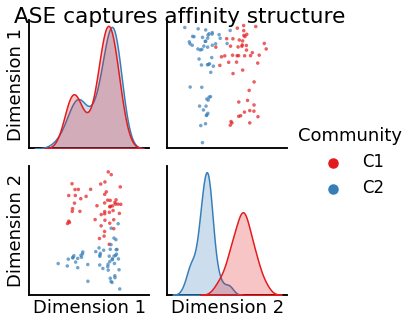 ASE captures affinity structure
Dimension 1
Community
C1
C2
Dimension 2
Dimension 1
Dimension 2